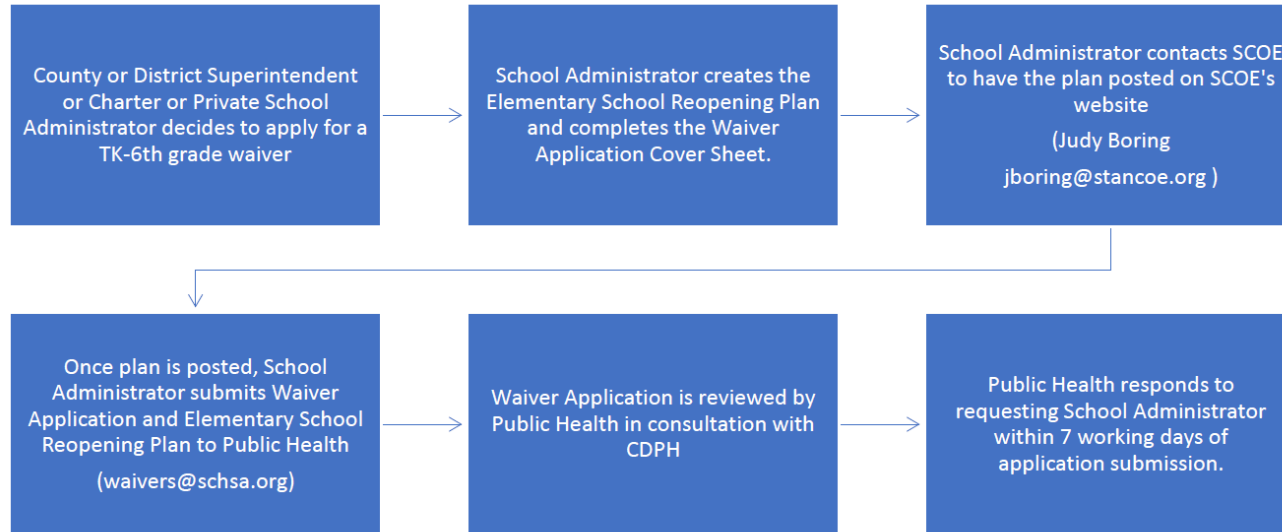 County or District Superintendent
or Charter or Private School
Administrator decides to apply for a
TK-6th grade waiver
School Administrator creates the
Elementary School Reopening Plan
and completes the Waiver
Application Cover Sheet.
School Administrator contacts SCOE
to have the plan posted on SCOE's
website
(Judy Boring
jboring@stancoe.org )
Once plan is posted, School
Administrator submits Waiver
Application and Elementary School
Reopening Plan to Public Health
(waivers@schsa.org)
Waiver Application is reviewed by
Public Health in consultation with
CDPH
Public Health responds to
requesting School Administrator
within 7 working days of
application submission.